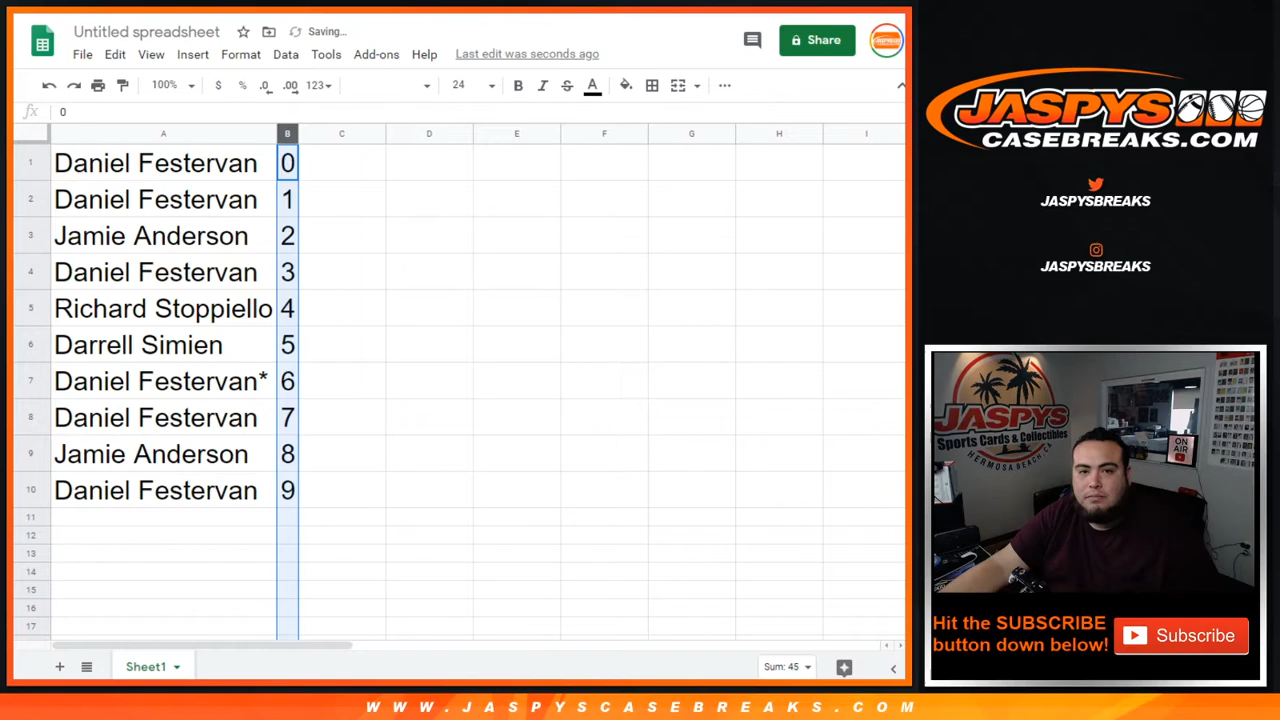 Untitled spreadsheet Saving...
File Edit View Insert Format Data Tools Add-ons Help Last edit was seconds ago
Share
100% $ % .0 .00 123 24 B I S A ...
fx 0
A B C D E F G H I
1 Daniel Festervan 0
2 Daniel Festervan 1
3 Jamie Anderson 2
4 Daniel Festervan 3
5 Richard Stoppiello 4
6 Darrell Simien 5
7 Daniel Festervan* 6
8 Daniel Festervan 7
9 Jamie Anderson 8
10 Daniel Festervan 9
11
12
13
14
15
16
17
+ Sheet1 Sum: 45
JASPYS
CASEBREAKS.COM
JASPYSBREAKS
JASPYSBREAKS
JASPYS
Sports Cards & Collectibles
HERMOSA BEACH, CA
ON
AIR
Hit the SUBSCRIBE
button down below!
Subscribe
WWW.JASPYSCASEBREAKS.COM